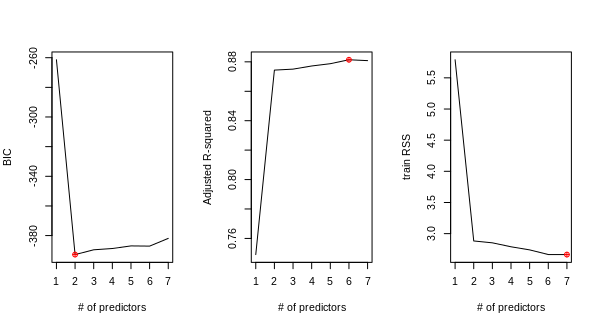 BIC
-260
-300
-340
-380
1 2 3 4 5 6 7
# of predictors
Adjusted R-squared
0.88
0.84
0.80
0.76
1 2 3 4 5 6 7
# of predictors
train RSS
5.5
5.0
4.5
4.0
3.5
3.0
1 2 3 4 5 6 7
# of predictors